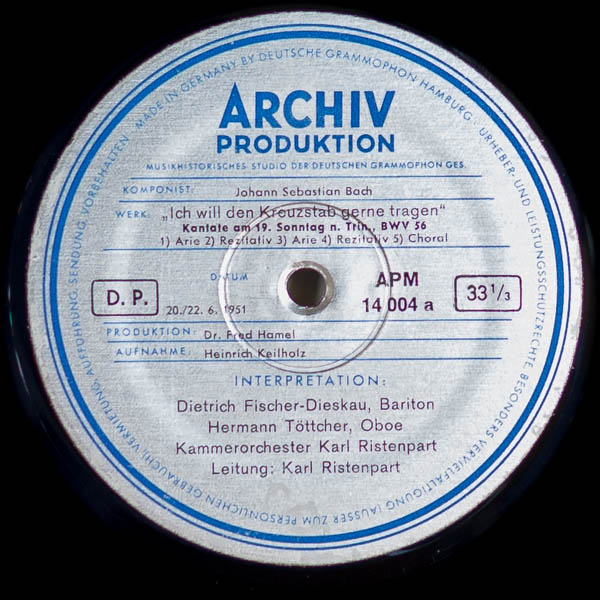 MADE IN GERMANY BY DEUTSCHE GRAMMOPHON HAMBURG · URHEBER- UND LEISTUNGSSCHUTZRECHTE BESONDERS VERVIELFÄLTIGUNG (AUSSER ZUM PERSÖNLICHEN GEBRAUCH), VERMIETUNG, AUFFÜHRUNG, SENDUNG VORBEHALTEN ·
ARCHIV
PRODUKTION
MUSIKHISTORISCHES STUDIO DER DEUTSCHEN GRAMMOPHON GES.
KOMPONIST: Johann Sebastian Bach
WERK: „Ich will den Kreuzstab gerne tragen“
Kantate am 19. Sonntag n. Trin., BWV 56
1) Arie 2) Rezitativ 3) Arie 4) Rezitativ 5) Choral
DATUM
D. P. 20./22. 6. 1951 APM 14 004 a 33 1/3
PRODUKTION: Dr. Fred Hamel
AUFNAHME: Heinrich Keilholz
INTERPRETATION:
Dietrich Fischer-Dieskau, Bariton
Hermann Töttcher, Oboe
Kammerorchester Karl Ristenpart
Leitung: Karl Ristenpart